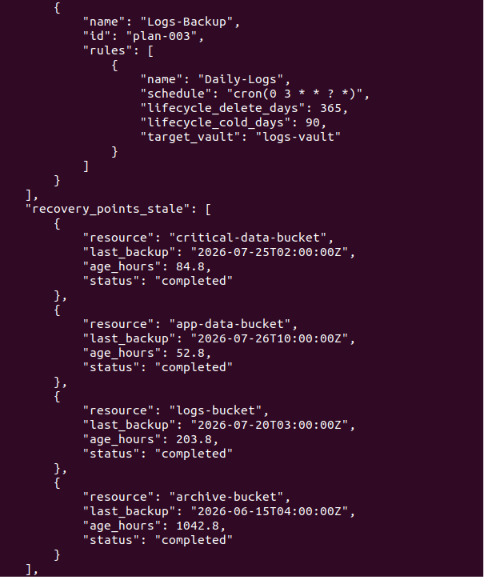 {
"name": "Logs-Backup",
"id": "plan-003",
"rules": [
{
"name": "Daily-Logs",
"schedule": "cron(0 3 * * ? *)",
"lifecycle_delete_days": 365,
"lifecycle_cold_days": 90,
"target_vault": "logs-vault"
}
]
}
],
"recovery_points_stale": [
{
"resource": "critical-data-bucket",
"last_backup": "2026-07-25T02:00:00Z",
"age_hours": 84.8,
"status": "completed"
},
{
"resource": "app-data-bucket",
"last_backup": "2026-07-26T10:00:00Z",
"age_hours": 52.8,
"status": "completed"
},
{
"resource": "logs-bucket",
"last_backup": "2026-07-20T03:00:00Z",
"age_hours": 203.8,
"status": "completed"
},
{
"resource": "archive-bucket",
"last_backup": "2026-06-15T04:00:00Z",
"age_hours": 1042.8,
"status": "completed"
}
],